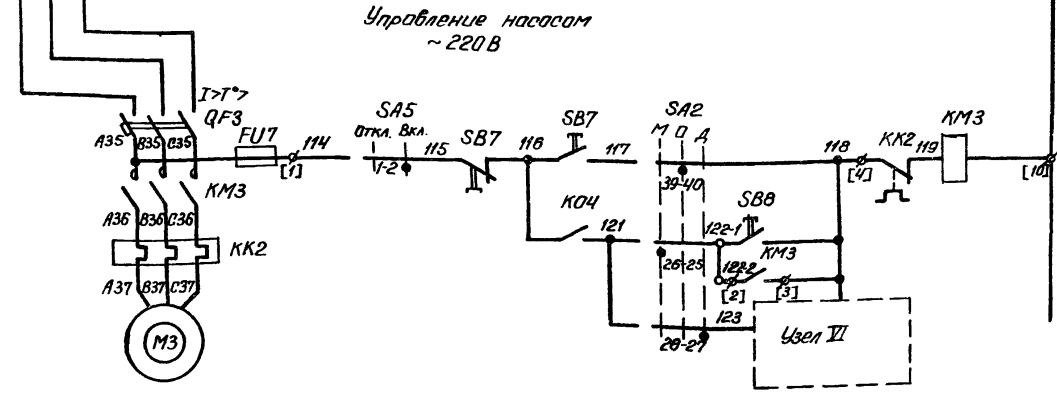 Управление насосом
~ 220 В
I>T°>
QF3
A35
B35
C35
FU7
114
[1]
SA5
Откл. Вкл.
1-2
115
SB7
116
SB7
117
SA2
М О Д
39-40
118
[4]
KK2
119
KM3
[10]
KM3
A36
B36
C36
KK2
A37
B37
C37
M3
K04
121
26-25
122-1
SB8
KM3
122-2
[2]
[3]
28-27
123
Узел VI